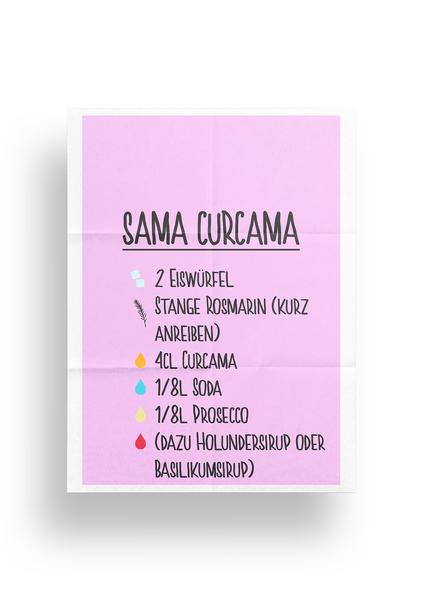 SAMA CURCAMA
2 EISWÜRFEL
STANGE ROSMARIN (KURZ
ANREIBEN)
4CL CURCAMA
1/8L SODA
1/8L PROSECCO
(DAZU HOLUNDERSIRUP ODER
BASILIKUMSIRUP)